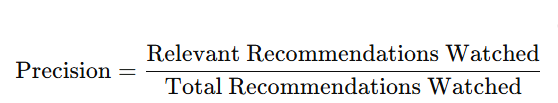 Precision = Relevant Recommendations Watched / Total Recommendations Watched